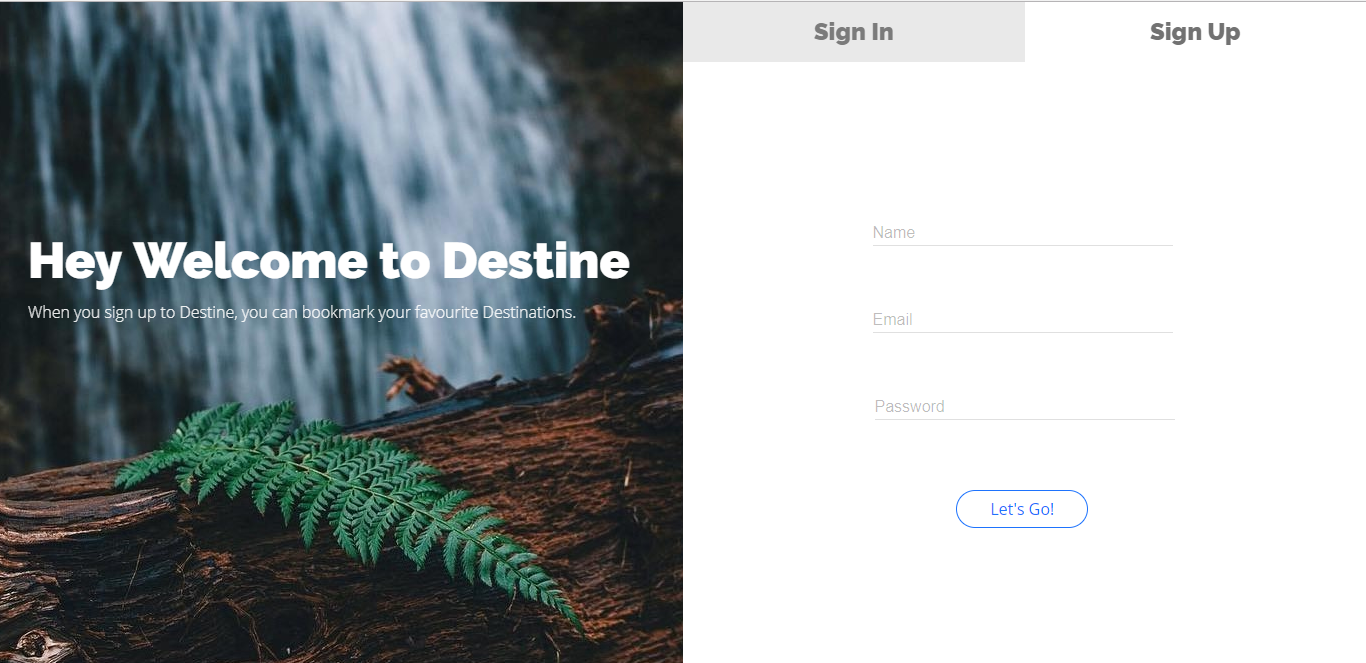 Sign In
Sign Up
Hey Welcome to Destine
When you sign up to Destine, you can bookmark your favourite Destinations.
Name
Email
Password
Let's Go!